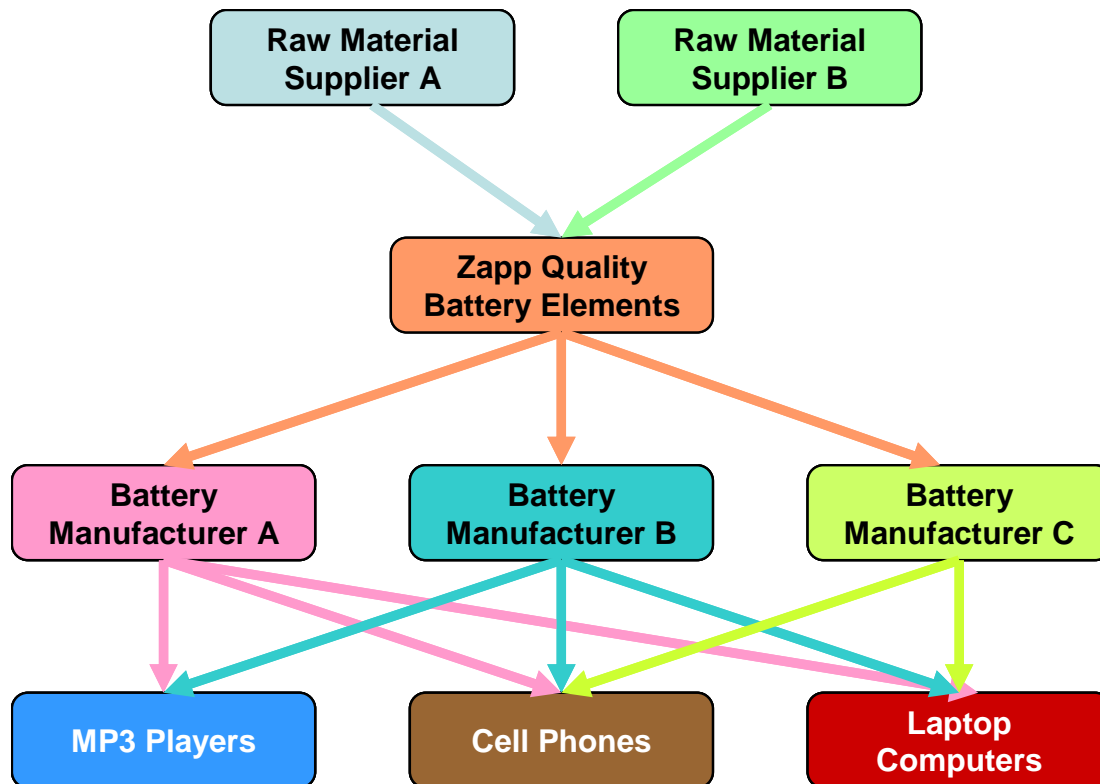 Raw Material
Supplier A
Raw Material
Supplier B
Zapp Quality
Battery Elements
Battery
Manufacturer A
Battery
Manufacturer B
Battery
Manufacturer C
MP3 Players
Cell Phones
Laptop
Computers